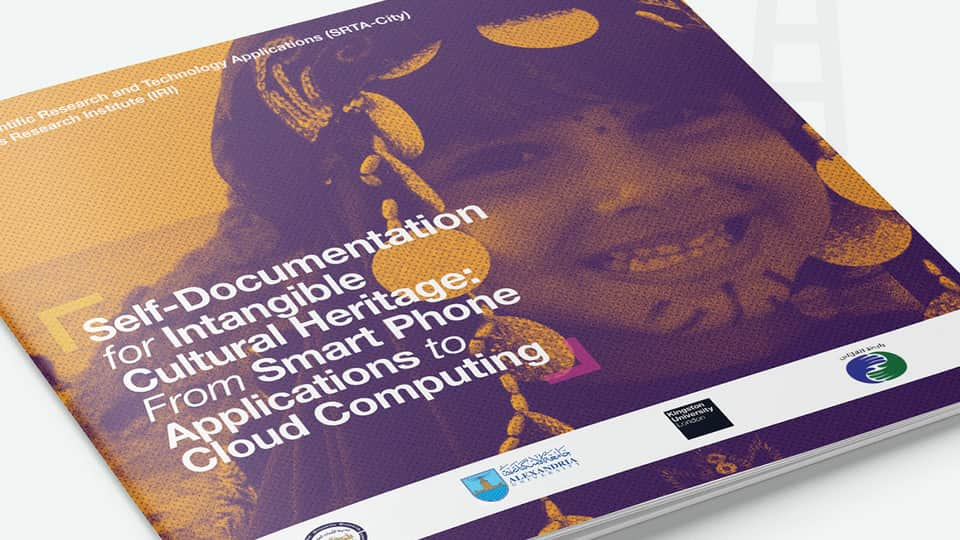 ntific Research and Technology Applications (SRTA-City)
s Research Institute (IRI)
Self-Documentation
for Intangible
Cultural Heritage:
From Smart Phone
Applications to
Cloud Computing
ALEXANDRIA
UNIVERSITY
Kingston
University
London